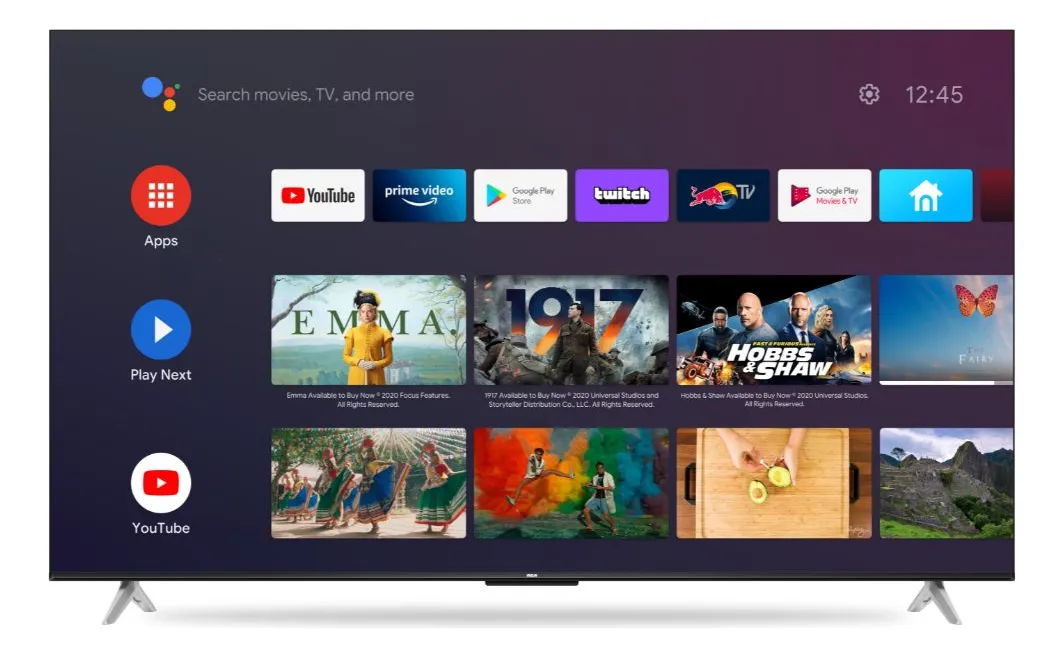 Search movies, TV, and more
12:45
Apps
YouTube
prime video
Google Play
Store
twitch
TV
Google Play
Movies & TV
Play Next
EMMA.
1917
FAST & FURIOUS
HOBBS
& SHAW
THE
FAIRY
Emma Available to Buy Now © 2020 Focus Features.
All Rights Reserved.
1917 Available to Buy Now © 2020 Universal Studios and
Storyteller Distribution Co., LLC. All Rights Reserved.
Hobbs & Shaw Available to Buy Now © 2020 Universal Studios.
All Rights Reserved.
YouTube
RCA